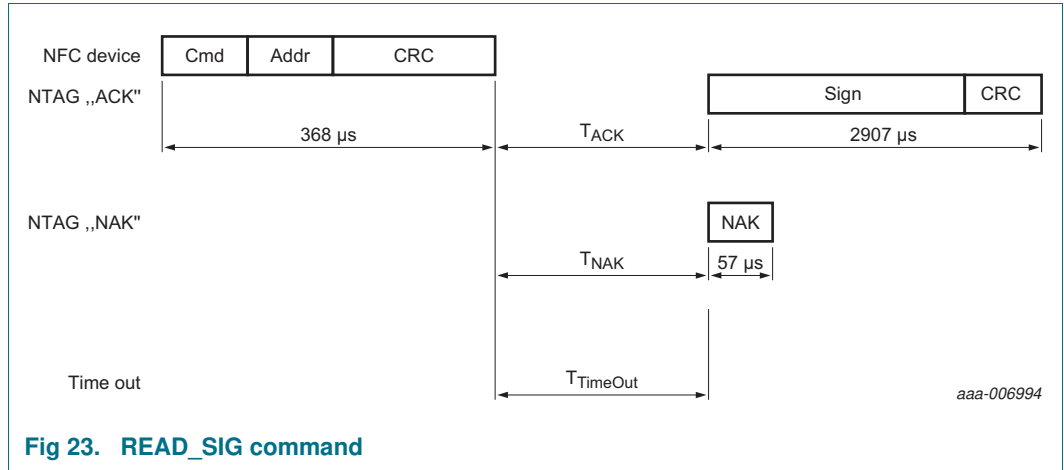 NFC device Cmd Addr CRC
NTAG ,,ACK" Sign CRC
368 µs TACK 2907 µs
NTAG ,,NAK" NAK
TNAK 57 µs
Time out TTimeOut aaa-006994
Fig 23. READ_SIG command